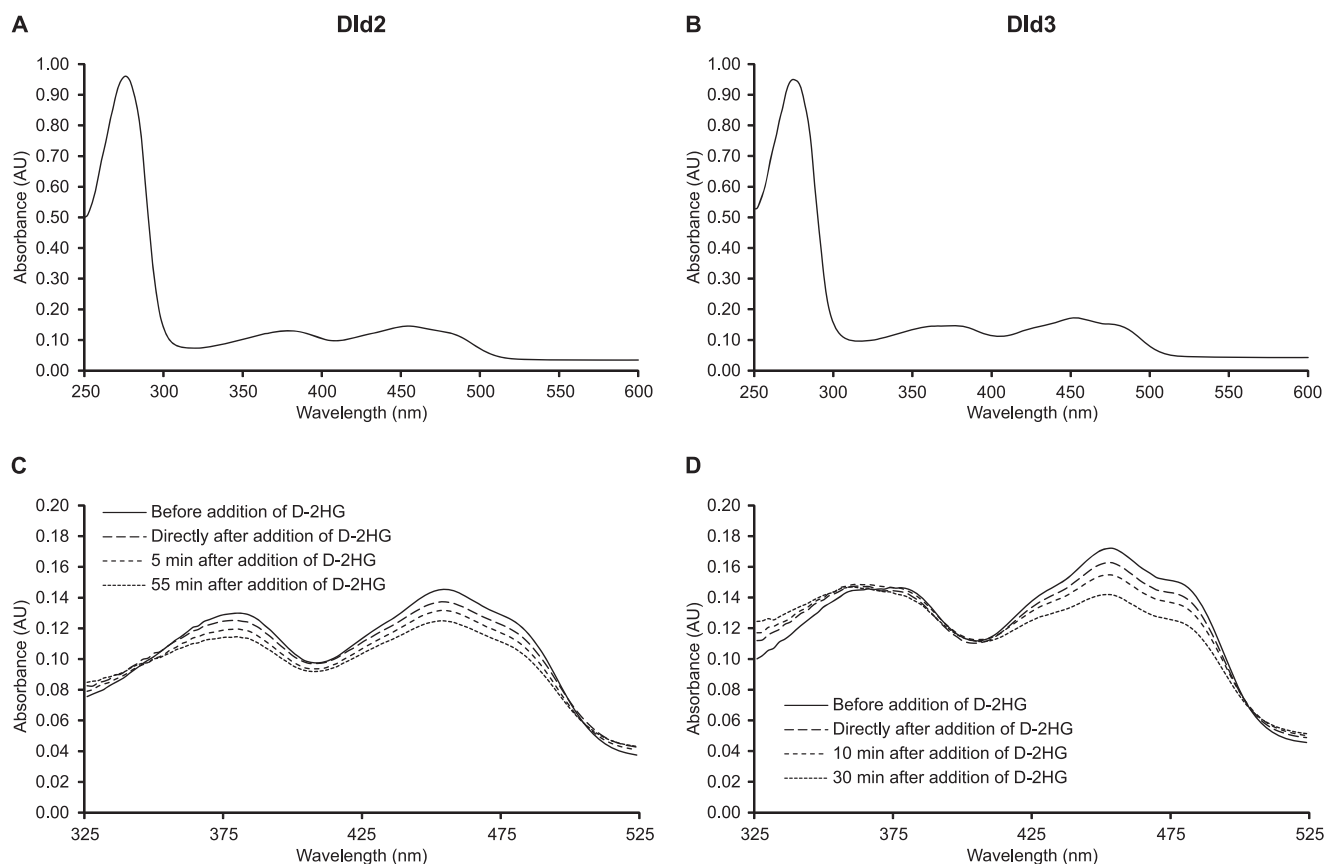 A
Dld2
Absorbance (AU)
1.00
0.90
0.80
0.70
0.60
0.50
0.40
0.30
0.20
0.10
0.00
250 300 350 400 450 500 550 600
Wavelength (nm)
B
Dld3
Absorbance (AU)
1.00
0.90
0.80
0.70
0.60
0.50
0.40
0.30
0.20
0.10
0.00
250 300 350 400 450 500 550 600
Wavelength (nm)
C
Absorbance (AU)
0.20
0.18
0.16
0.14
0.12
0.10
0.08
0.06
0.04
0.02
0.00
Before addition of D-2HG
Directly after addition of D-2HG
5 min after addition of D-2HG
55 min after addition of D-2HG
325 375 425 475 525
Wavelength (nm)
D
Absorbance (AU)
0.20
0.18
0.16
0.14
0.12
0.10
0.08
0.06
0.04
0.02
0.00
Before addition of D-2HG
Directly after addition of D-2HG
10 min after addition of D-2HG
30 min after addition of D-2HG
325 375 425 475 525
Wavelength (nm)